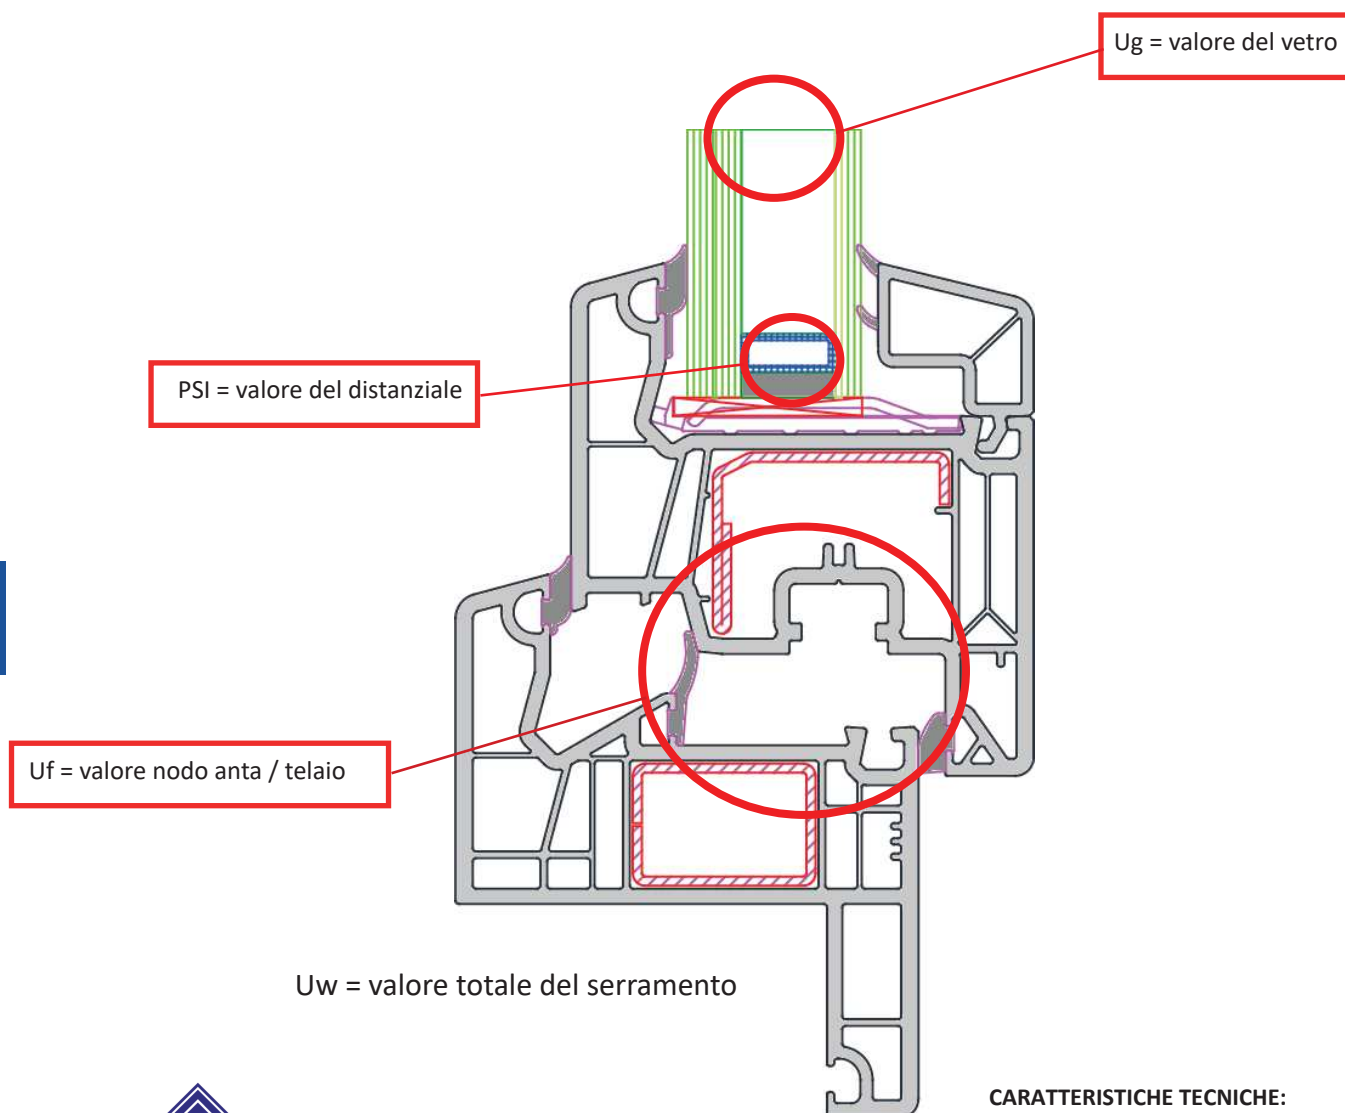 Ug = valore del vetro
PSI = valore del distanziale
Uf = valore nodo anta / telaio
Uw = valore totale del serramento
CARATTERISTICHE TECNICHE: